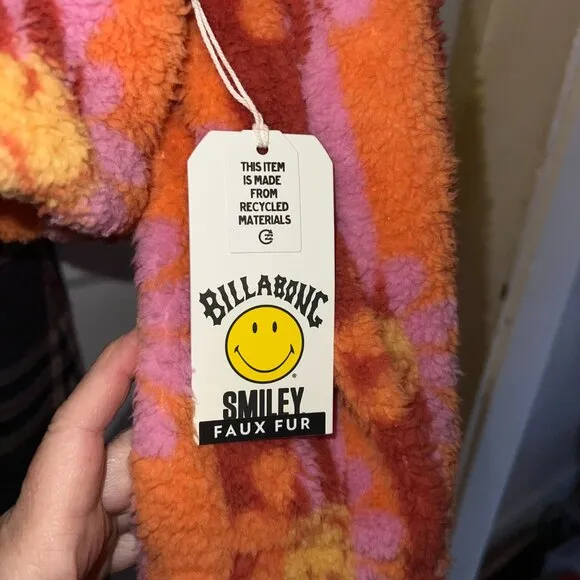 THIS ITEM
IS MADE
FROM
RECYCLED
MATERIALS
BILLABONG
®
SMILEY
FAUX FUR